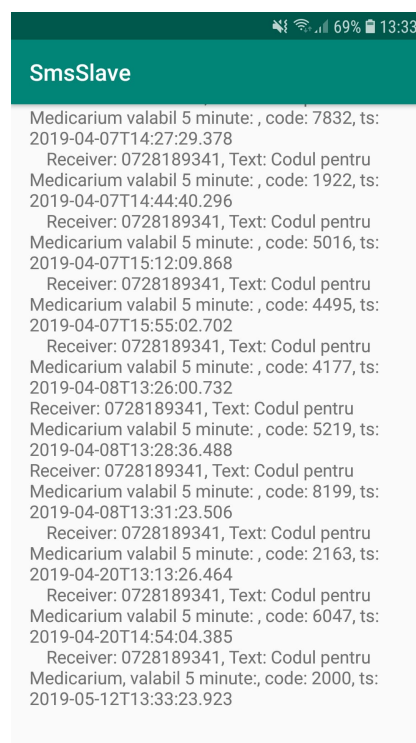 69% 13:33
SmsSlave
Medicarium valabil 5 minute: , code: 7832, ts:
2019-04-07T14:27:29.378
Receiver: 0728189341, Text: Codul pentru
Medicarium valabil 5 minute: , code: 1922, ts:
2019-04-07T14:44:40.296
Receiver: 0728189341, Text: Codul pentru
Medicarium valabil 5 minute: , code: 5016, ts:
2019-04-07T15:12:09.868
Receiver: 0728189341, Text: Codul pentru
Medicarium valabil 5 minute: , code: 4495, ts:
2019-04-07T15:55:02.702
Receiver: 0728189341, Text: Codul pentru
Medicarium valabil 5 minute: , code: 4177, ts:
2019-04-08T13:26:00.732
Receiver: 0728189341, Text: Codul pentru
Medicarium valabil 5 minute: , code: 5219, ts:
2019-04-08T13:28:36.488
Receiver: 0728189341, Text: Codul pentru
Medicarium valabil 5 minute: , code: 8199, ts:
2019-04-08T13:31:23.506
Receiver: 0728189341, Text: Codul pentru
Medicarium valabil 5 minute: , code: 2163, ts:
2019-04-20T13:13:26.464
Receiver: 0728189341, Text: Codul pentru
Medicarium valabil 5 minute: , code: 6047, ts:
2019-04-20T14:54:04.385
Receiver: 0728189341, Text: Codul pentru
Medicarium, valabil 5 minute:, code: 2000, ts:
2019-05-12T13:33:23.923